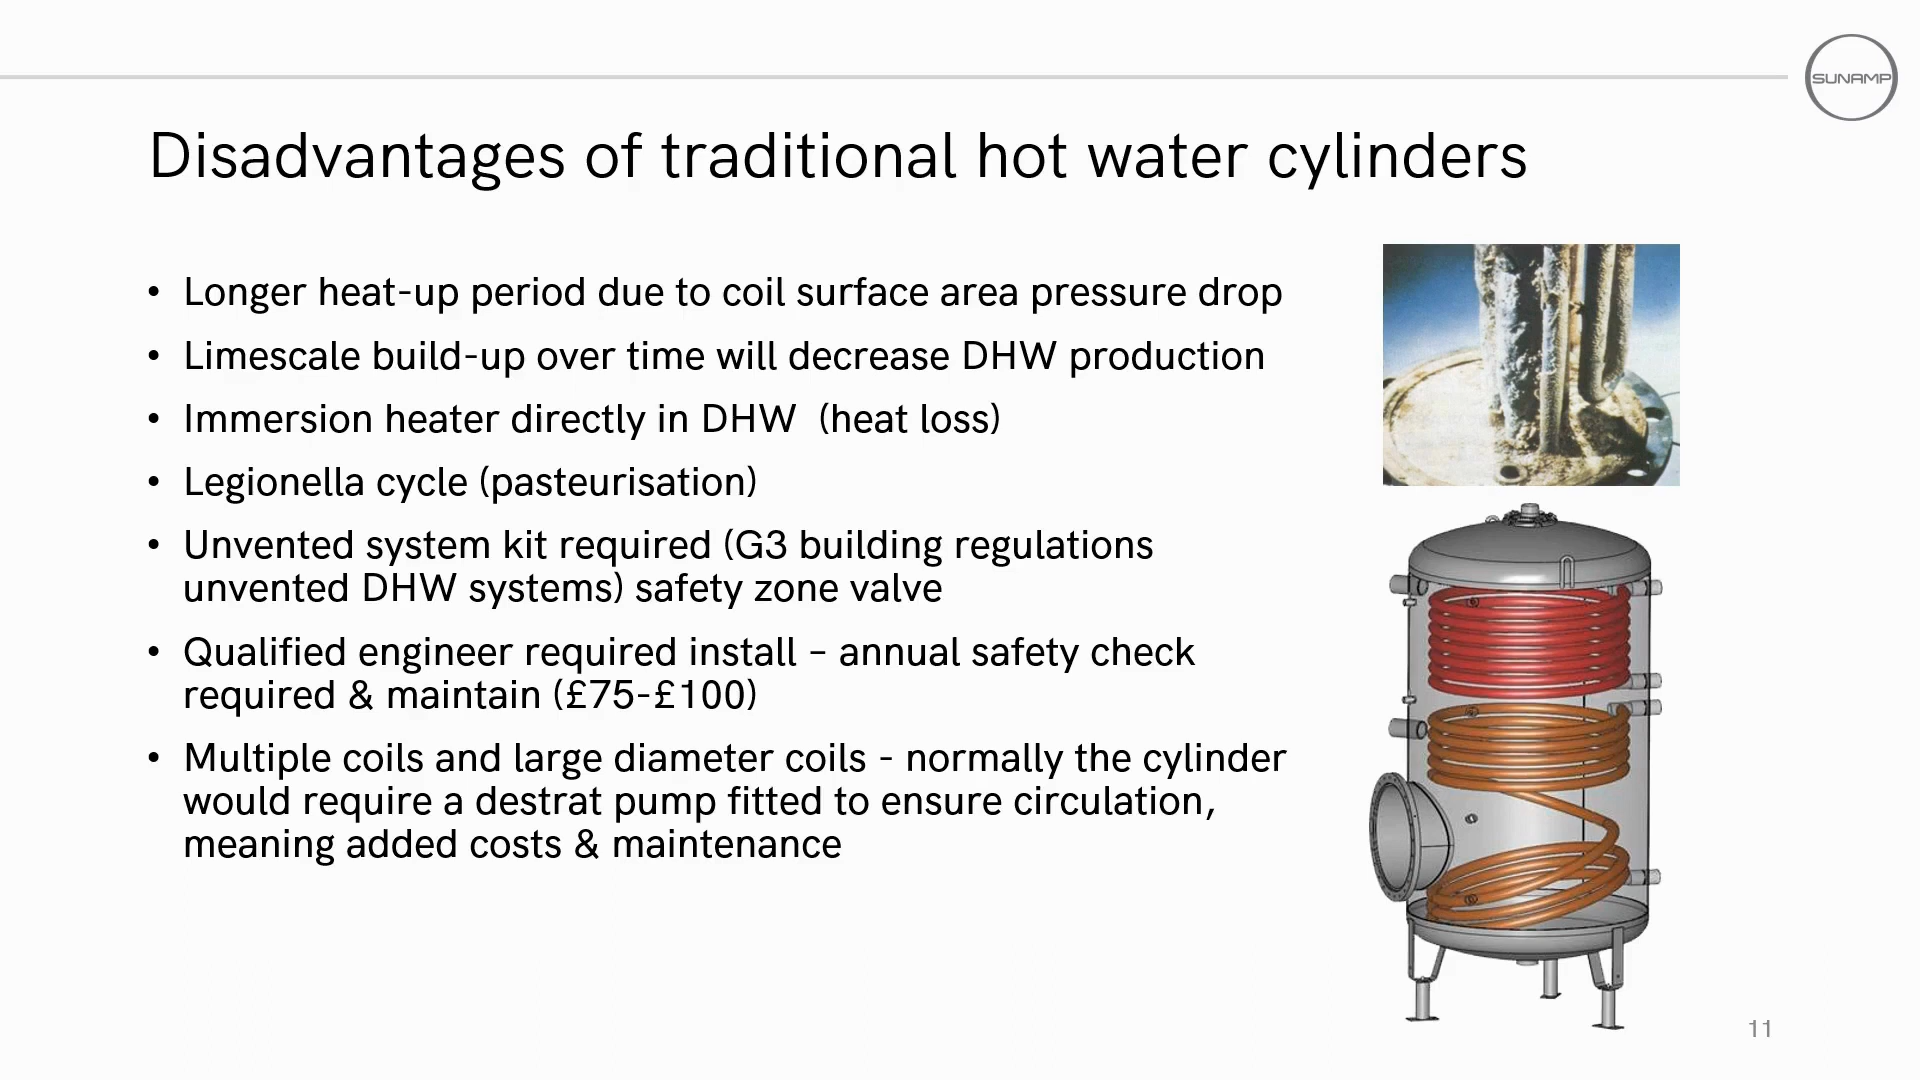 SUNAMP
Disadvantages of traditional hot water cylinders
• Longer heat-up period due to coil surface area pressure drop
• Limescale build-up over time will decrease DHW production
• Immersion heater directly in DHW  (heat loss)
• Legionella cycle (pasteurisation)
• Unvented system kit required (G3 building regulations
unvented DHW systems) safety zone valve
• Qualified engineer required install – annual safety check
required & maintain (£75-£100)
• Multiple coils and large diameter coils - normally the cylinder
would require a destrat pump fitted to ensure circulation,
meaning added costs & maintenance
11